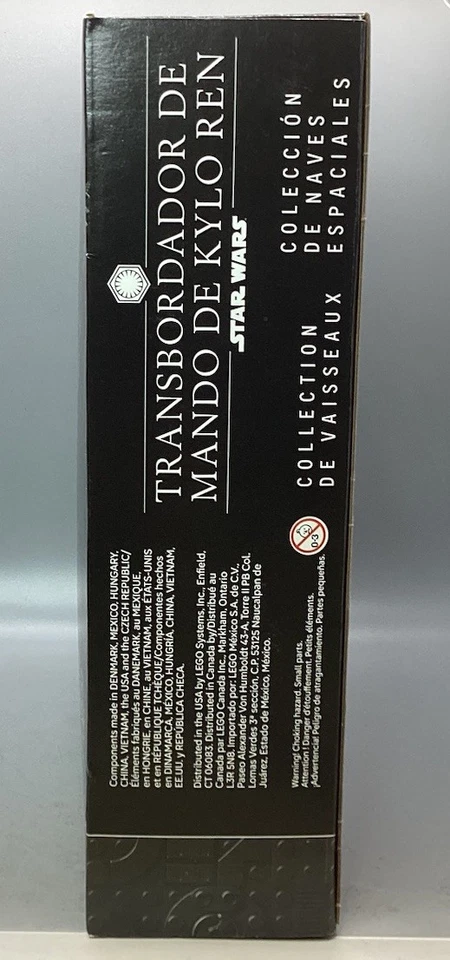 Components made in DENMARK, MEXICO, HUNGARY,
CHINA, VIETNAM, the USA and the CZECH REPUBLIC/
Éléments fabriqués au DANEMARK, au MEXIQUE,
en HONGRIE, en CHINE, au VIETNAM, aux ÉTATS-UNIS
et en RÉPUBLIQUE TCHÈQUE/Componentes hechos
en DINAMARCA, MÉXICO, HUNGRÍA, CHINA, VIETNAM,
EE.UU. y REPÚBLICA CHECA.
Distributed in the USA by LEGO Systems, Inc., Enfield,
CT 06083. Distributed in Canada by/Distribué au
Canada par LEGO Canada Inc., Markham, Ontario
L3R 5N8. Importado por: LEGO México S.A. de C.V.,
Paseo Alexander Von Humboldt 43-A, Torre II PB Col.
Lomas Verdes 3ª sección, C.P. 53125 Naucalpan de
Juárez, Estado de México, México.
Warning! Choking hazard. Small parts.
Attention ! Danger d'étouffement. Petits éléments.
¡Advertencia! Peligro de atragantamiento. Partes pequeñas.
0-3
TRANSBORDADOR DE
MANDO DE KYLO REN
STAR WARS
COLLECTION
DE VAISSEAUX
COLECCIÓN
DE NAVES
ESPACIALES